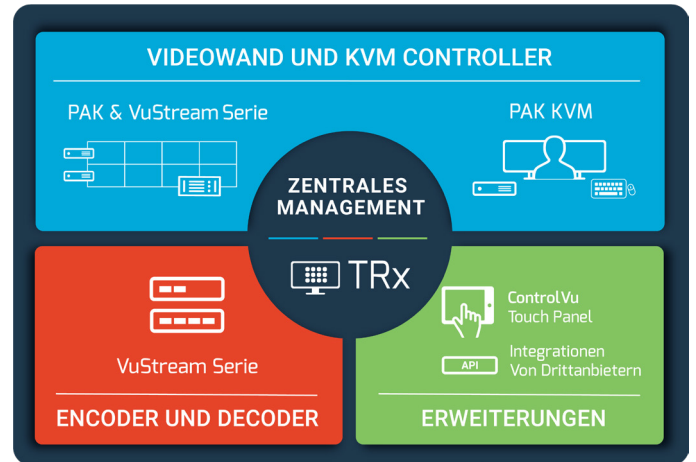 VIDEOWAND UND KVM CONTROLLER
PAK & VuStream Serie
PAK KVM
ZENTRALES
MANAGEMENT
TRx
VuStream Serie
ENCODER UND DECODER
ControlVu
Touch Panel
API
Integrationen
Von Drittanbietern
ERWEITERUNGEN